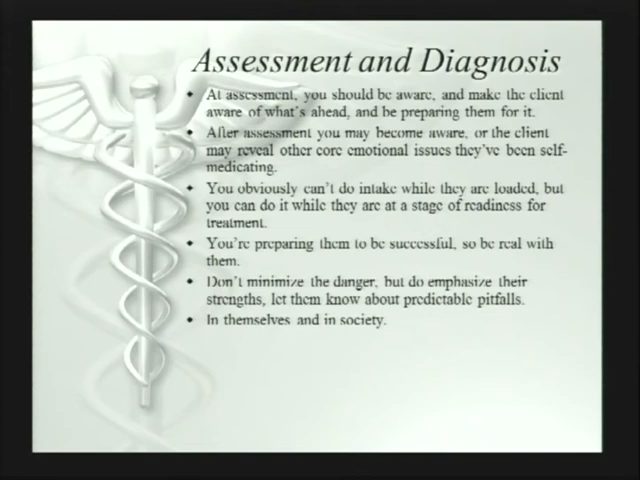 Assessment and Diagnosis
• At assessment, you should be aware, and make the client
aware of what's ahead, and be preparing them for it.
• After assessment you may become aware, or the client
may reveal other core emotional issues they've been self-
medicating.
• You obviously can't do intake while they are loaded, but
you can do it while they are at a stage of readiness for
treatment.
• You're preparing them to be successful, so be real with
them.
• Don't minimize the danger, but do emphasize their
strengths, let them know about predictable pitfalls.
• In themselves and in society.